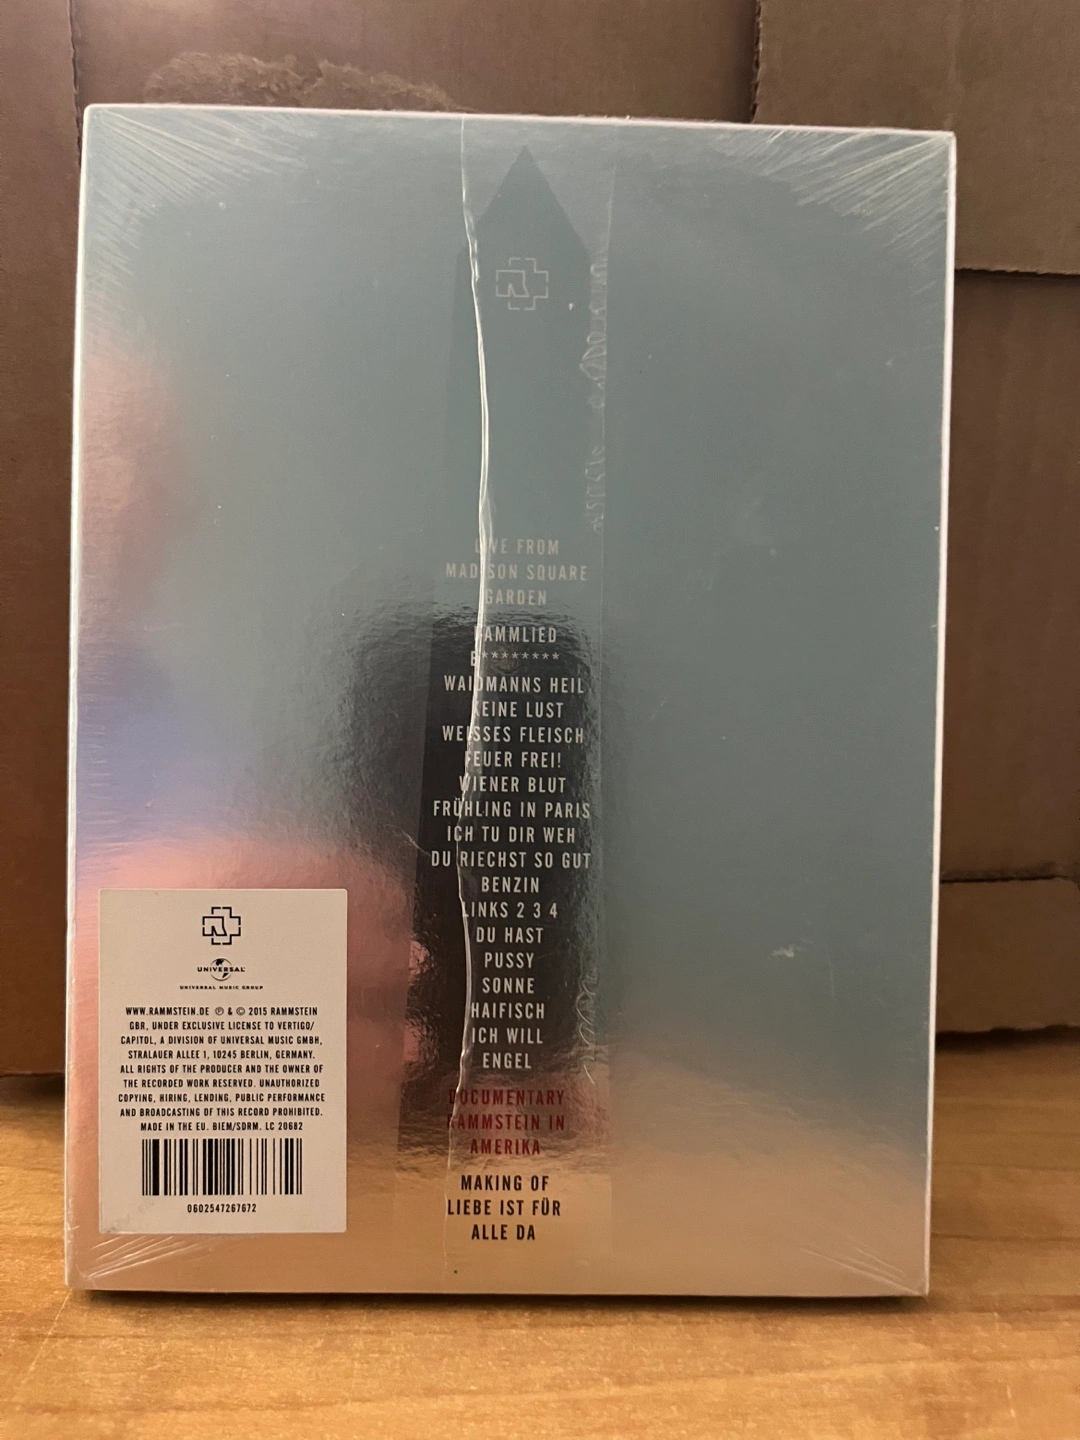 LIVE FROM
MADISON SQUARE
GARDEN
RAMMLIED
B********
WAIDMANNS HEIL
KEINE LUST
WEISSES FLEISCH
FEUER FREI!
WIENER BLUT
FRÜHLING IN PARIS
ICH TU DIR WEH
DU RIECHST SO GUT
BENZIN
LINKS 2 3 4
DU HAST
PUSSY
SONNE
HAIFISCH
ICH WILL
ENGEL
DOCUMENTARY
RAMMSTEIN IN
AMERIKA
MAKING OF
LIEBE IST FÜR
ALLE DA
UNIVERSAL
UNIVERSAL MUSIC GROUP
WWW.RAMMSTEIN.DE ℗ & © 2015 RAMMSTEIN
GBR, UNDER EXCLUSIVE LICENSE TO VERTIGO/
CAPITOL, A DIVISION OF UNIVERSAL MUSIC GMBH,
STRALAUER ALLEE 1, 10245 BERLIN, GERMANY.
ALL RIGHTS OF THE PRODUCER AND THE OWNER OF
THE RECORDED WORK RESERVED. UNAUTHORIZED
COPYING, HIRING, LENDING, PUBLIC PERFORMANCE
AND BROADCASTING OF THIS RECORD PROHIBITED.
MADE IN THE EU. BIEM/SDRM. LC 20682
0602547267672